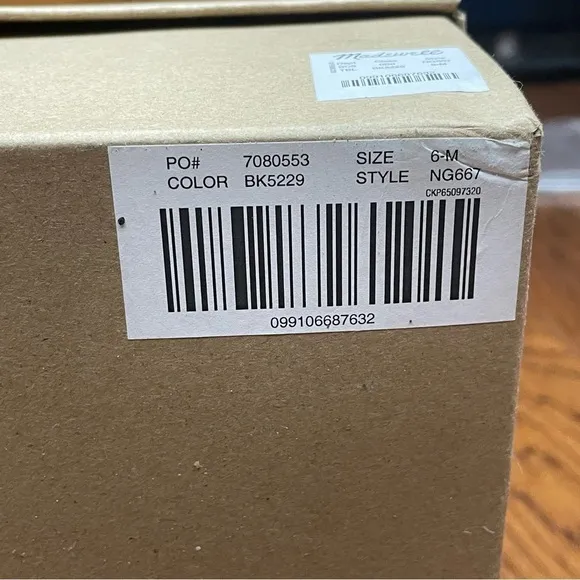 Madewell
PO# 7080553 SIZE 6-M
COLOR BK5229 STYLE NG667
CKP65097320
099106687632